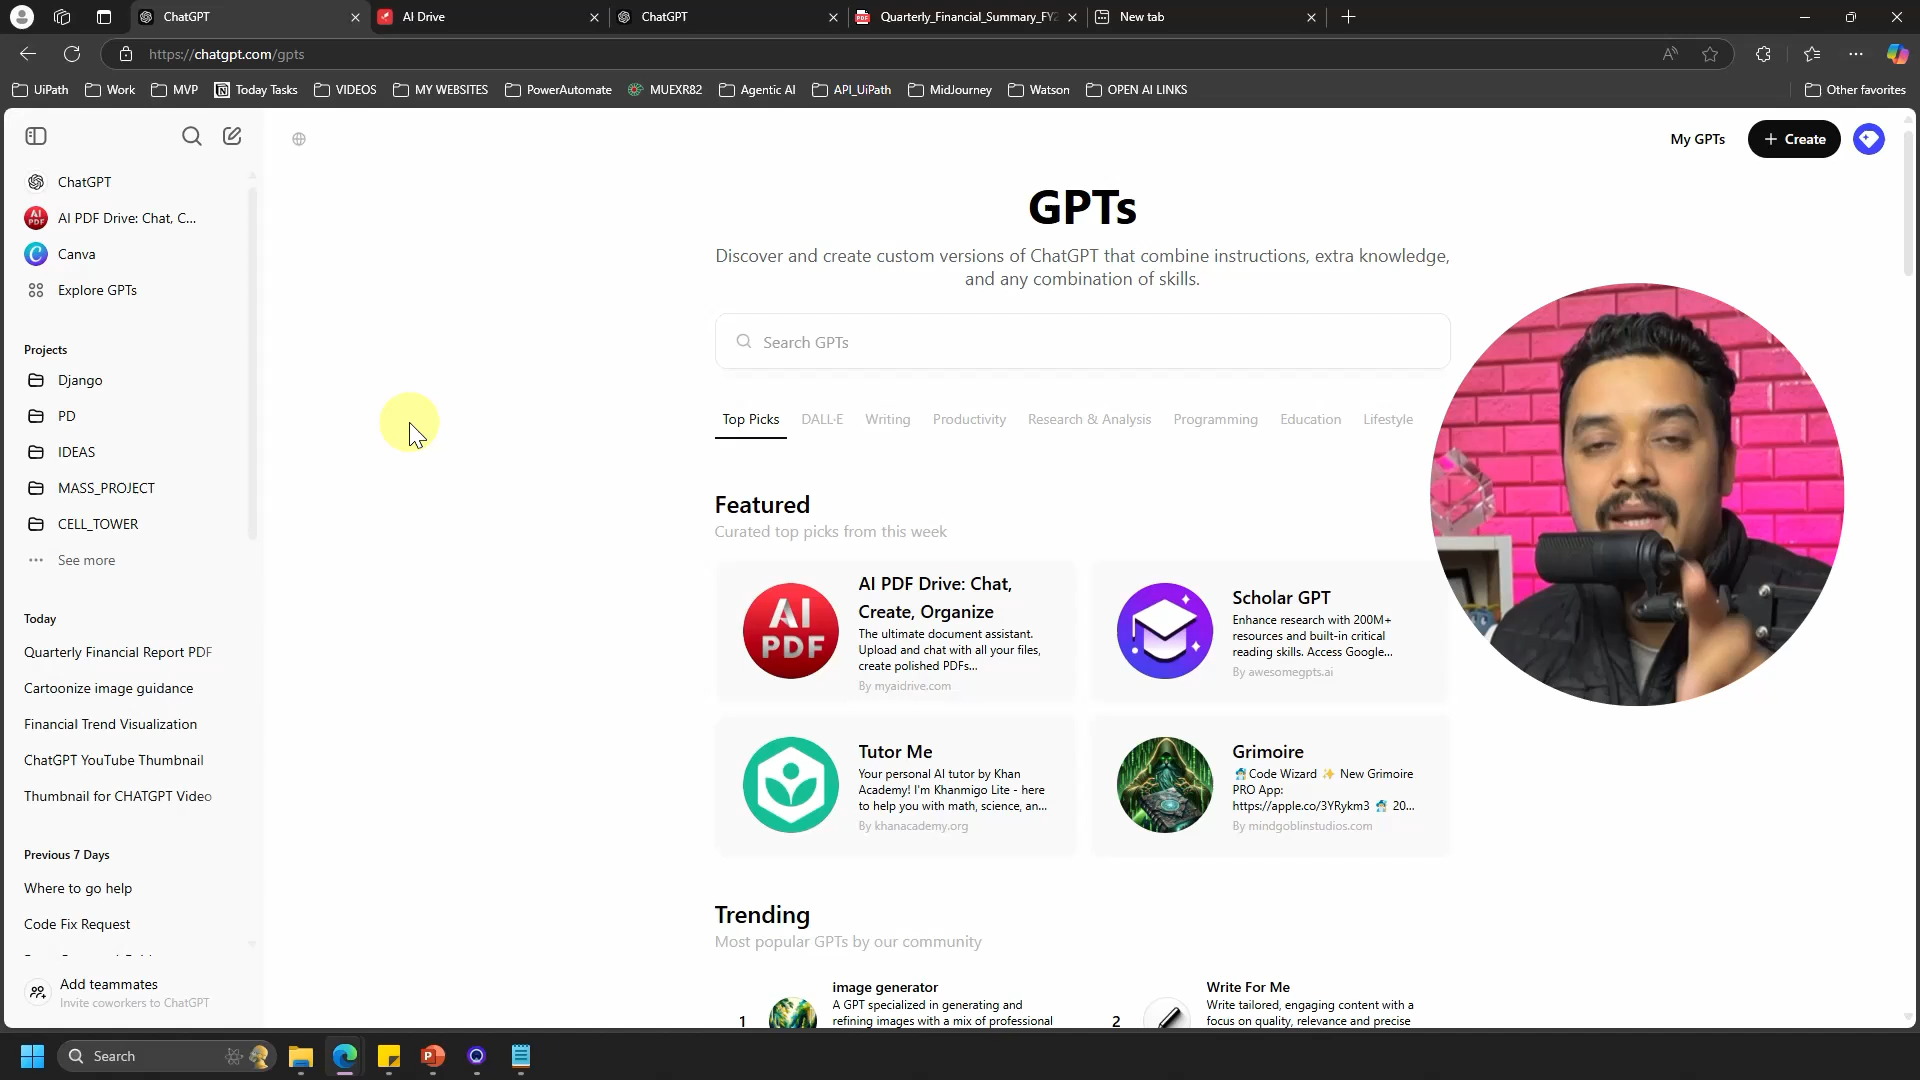 ChatGPT
AI Drive
ChatGPT
Quarterly_Financial_Summary_FY2
New tab
https://chatgpt.com/gpts
UiPath
Work
MVP
Today Tasks
VIDEOS
MY WEBSITES
PowerAutomate
MUEXR82
Agentic AI
API_UiPath
MidJourney
Watson
OPEN AI LINKS
Other favorites
ChatGPT
AI PDF Drive: Chat, C...
Canva
Explore GPTs
Projects
Django
PD
IDEAS
MASS_PROJECT
CELL_TOWER
See more
Today
Quarterly Financial Report PDF
Cartoonize image guidance
Financial Trend Visualization
ChatGPT YouTube Thumbnail
Thumbnail for CHATGPT Video
Previous 7 Days
Where to go help
Code Fix Request
Add teammates
Invite coworkers to ChatGPT
My GPTs
+ Create
GPTs
Discover and create custom versions of ChatGPT that combine instructions, extra knowledge,
and any combination of skills.
Search GPTs
Top Picks
DALL·E
Writing
Productivity
Research & Analysis
Programming
Education
Lifestyle
Featured
Curated top picks from this week
AI PDF
AI PDF Drive: Chat,
Create, Organize
The ultimate document assistant.
Upload and chat with all your files,
create polished PDFs...
By myaidrive.com
Scholar GPT
Enhance research with 200M+
resources and built-in critical
reading skills. Access Google...
By awesomegpts.ai
Tutor Me
Your personal AI tutor by Khan
Academy! I'm Khanmigo Lite - here
to help you with math, science, an...
By khanacademy.org
Grimoire
🧙‍♂️Code Wizard ✨ New Grimoire
PRO App:
https://apple.co/3YRykm3 🧙‍♂️ 20...
By mindgoblinstudios.com
Trending
Most popular GPTs by our community
1
image generator
A GPT specialized in generating and
refining images with a mix of professional
2
Write For Me
Write tailored, engaging content with a
focus on quality, relevance and precise
Search